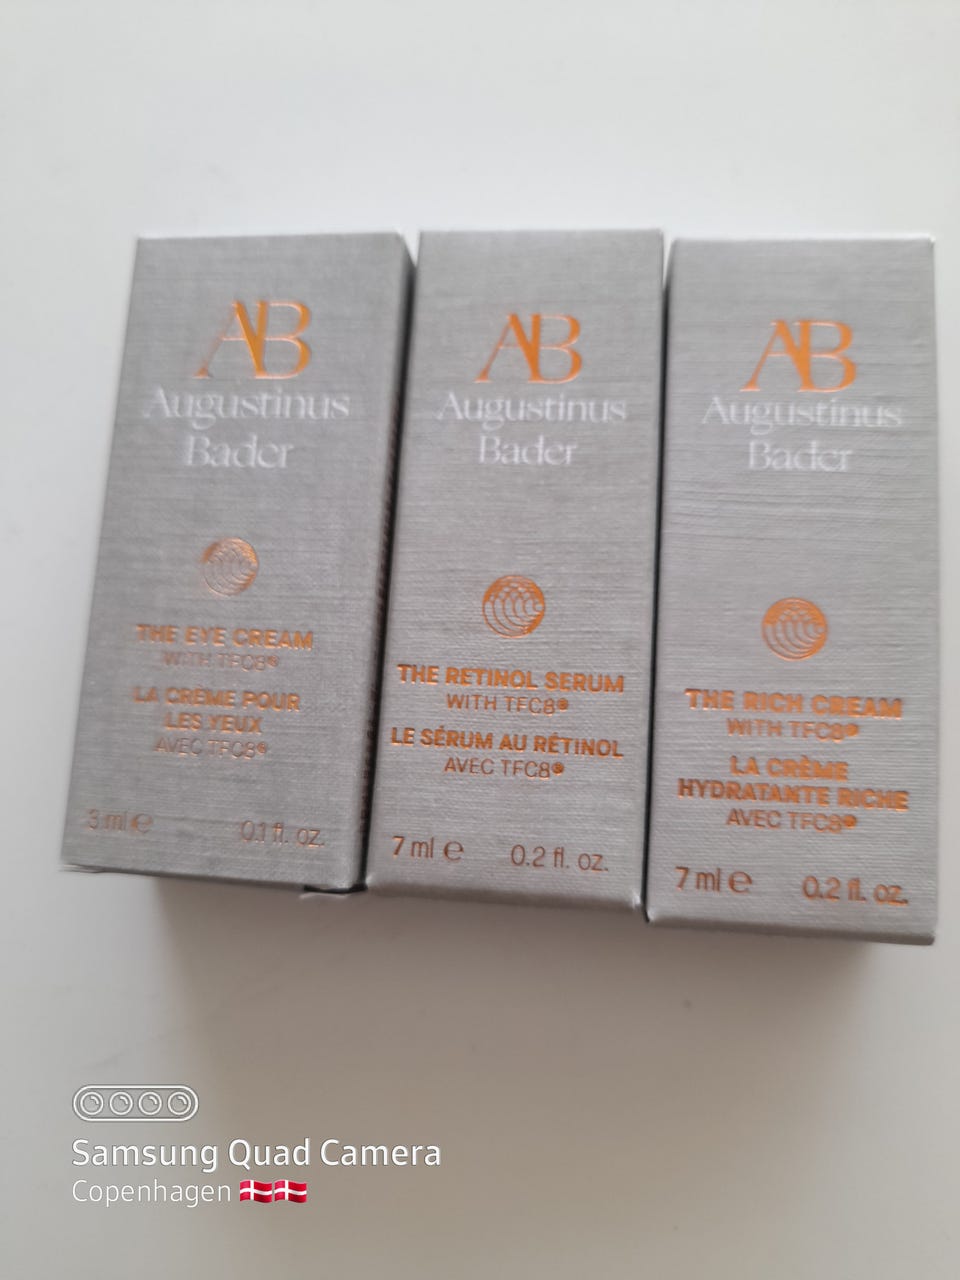 AB
Augustinus
Bader
THE EYE CREAM
WITH TFC8®
LA CRÈME POUR
LES YEUX
AVEC TFC8®
3 ml e
0.1 fl. oz.
AB
Augustinus
Bader
THE RETINOL SERUM
WITH TFC8®
LE SÉRUM AU RÉTINOL
AVEC TFC8®
7 ml e
0.2 fl. oz.
AB
Augustinus
Bader
THE RICH CREAM
WITH TFC8®
LA CRÈME
HYDRATANTE RICHE
AVEC TFC8®
7 ml e
0.2 fl. oz.
Samsung Quad Camera
Copenhagen 🇩🇰🇩🇰